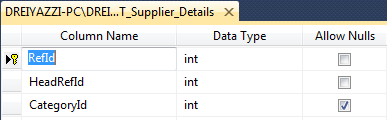 DREIYAZZI-PC\DREI...T_Supplier_Details ×
Column Name Data Type Allow Nulls
RefId int
HeadRefId int
CategoryId int